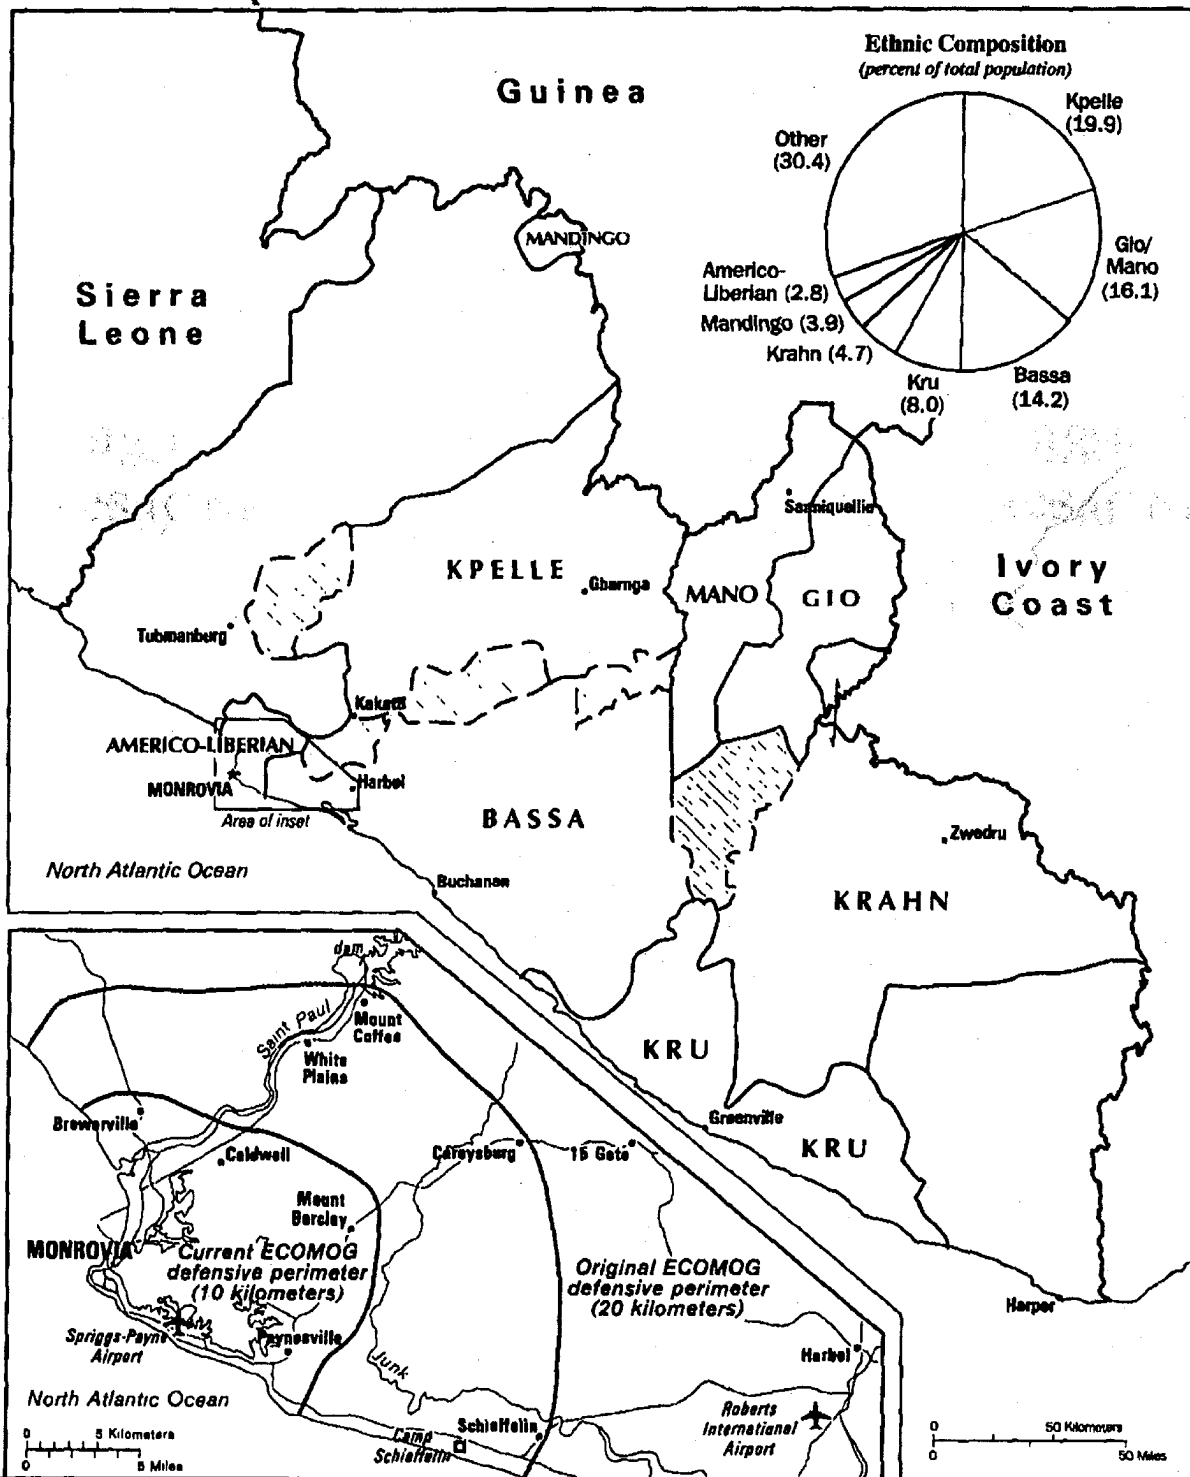 Ethnic Composition
(percent of total population)
Kpelle
(19.9)
Gio/
Mano
(16.1)
Bassa
(14.2)
Kru
(8.0)
Krahn (4.7)
Mandingo (3.9)
Americo-
Liberian (2.8)
Other
(30.4)
Guinea
Sierra
Leone
Ivory
Coast
MANDINGO
Sanniquellie
KPELLE
Gbarnga
MANO
GIO
Tubmanburg
Kakata
AMERICO-LIBERIAN
MONROVIA
Harbel
Area of inset
BASSA
Zwedru
North Atlantic Ocean
Buchanan
KRAHN
KRU
Greenville
KRU
Harper
0 50 Kilometers
0 50 Miles
dam
Saint Paul
Mount
Coffee
White
Plains
Brewerville
Caldwell
Careysburg
15 Gate
Mount
Barclay
MONROVIA
Current ECOMOG
defensive perimeter
(10 kilometers)
Original ECOMOG
defensive perimeter
(20 kilometers)
Spriggs-Payne
Airport
Paynesville
Junk
Harbel
North Atlantic Ocean
Roberts
International
Airport
Schieffelin
Camp
Schieffelin
0 5 Kilometers
0 5 Miles